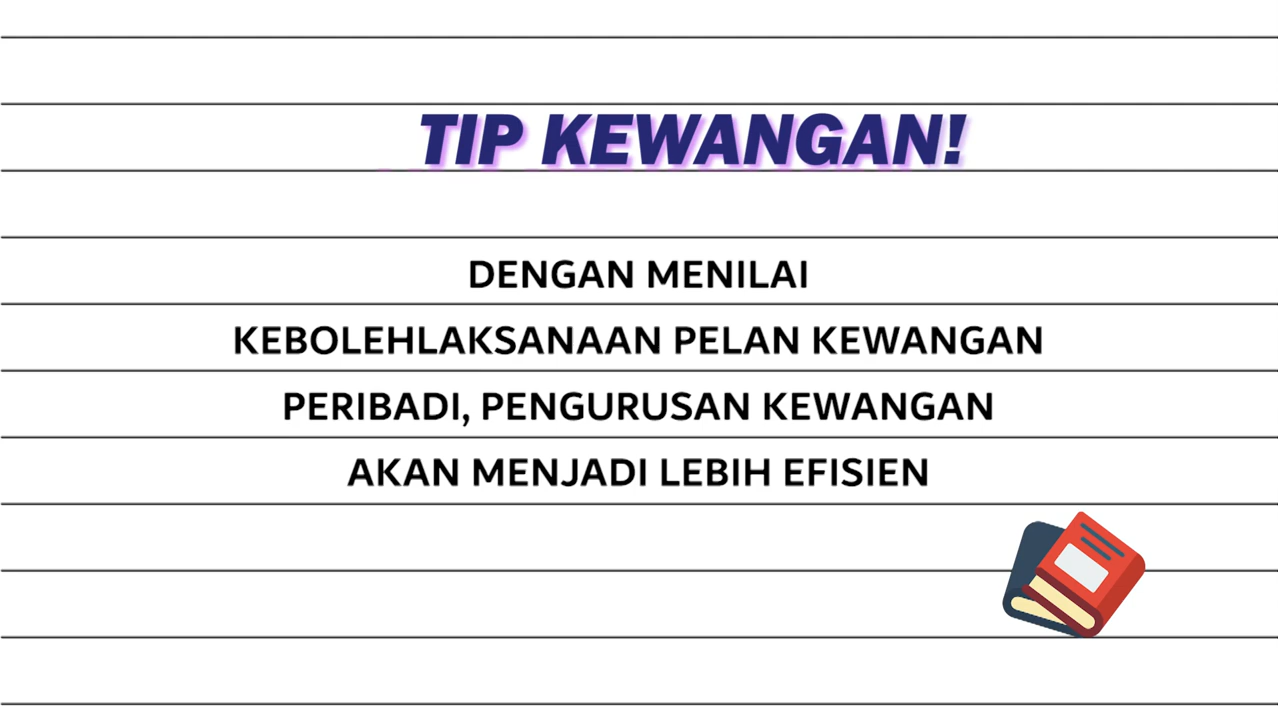 TIP KEWANGAN!
DENGAN MENILAI
KEBOLEHLAKSANAAN PELAN KEWANGAN
PERIBADI, PENGURUSAN KEWANGAN
AKAN MENJADI LEBIH EFISIEN